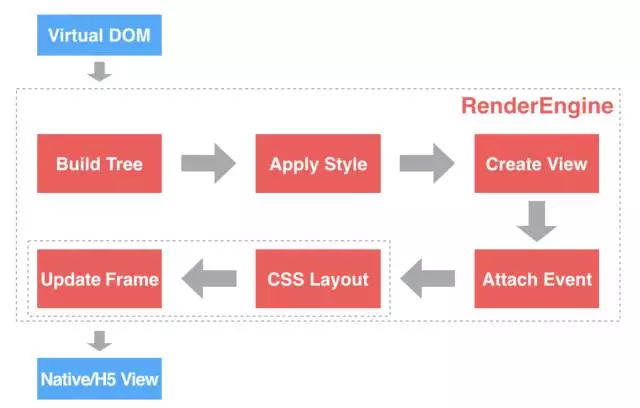 Virtual DOM
RenderEngine
Build Tree
Apply Style
Create View
Update Frame
CSS Layout
Attach Event
Native/H5 View